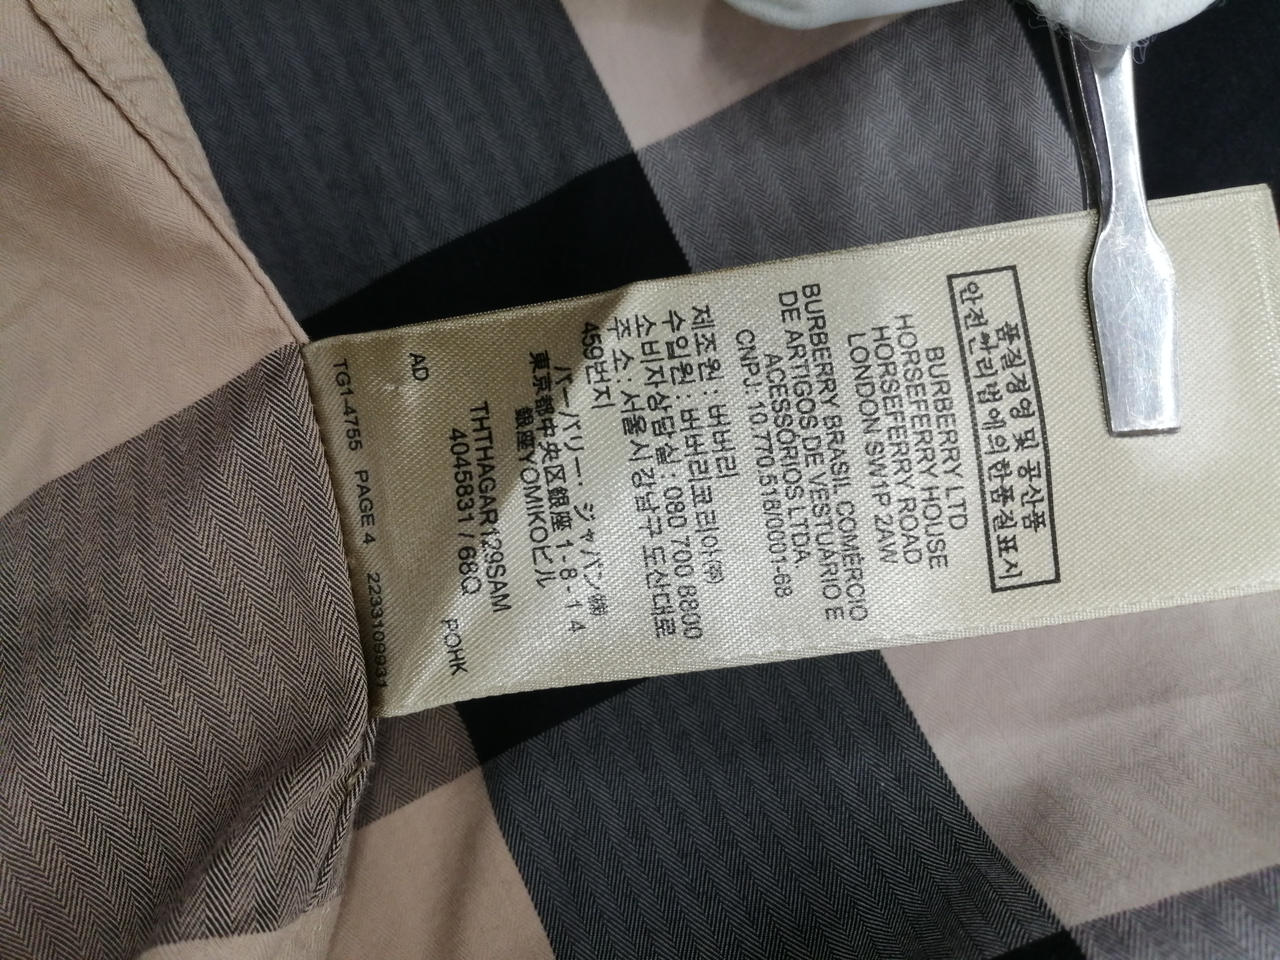 품질경영 및 공산품
안전관리법에의한품질표시
BURBERRY LTD
HORSEFERRY HOUSE
HORSEFERRY ROAD
LONDON SW1P 2AW
BURBERRY BRASIL COMERCIO
DE ARTIGOS DE VESTUARIO E
ACESSORIOS LTDA
CNPJ: 10.770.518/0001-68
제조원 : 버버리
수입원 : 버버리코리아㈜
소비자상담실 : 080 700 8800
주 소 : 서울시 강남구 도산대로
459번지
バーバリー・ジャパン㈱
東京都中央区銀座1-8-14
銀座YOMIKOビル
THTHAGAR129SAM
4045831 / 68Q
AD
POHK
TG1-4755 PAGE 4 2233109931